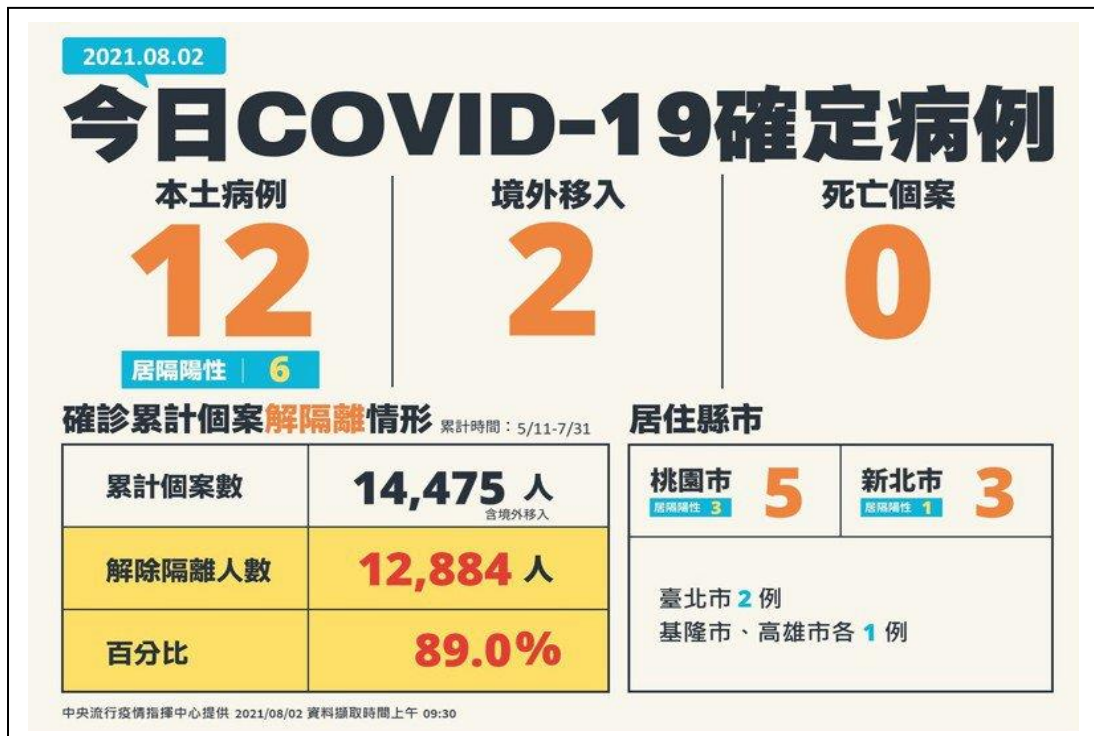 2021.08.02
今日COVID-19確定病例
本土病例
12
居隔陽性 | 6
境外移入
2
死亡個案
0
確診累計個案解隔離情形 累計時間：5/11-7/31
累計個案數 14,475 人
含境外移入
解除隔離人數 12,884 人
百分比 89.0%
居住縣市
桃園市 5
居隔陽性 3
新北市 3
居隔陽性 1
臺北市 2 例
基隆市、高雄市各 1 例
中央流行疫情指揮中心提供 2021/08/02 資料擷取時間上午 09:30